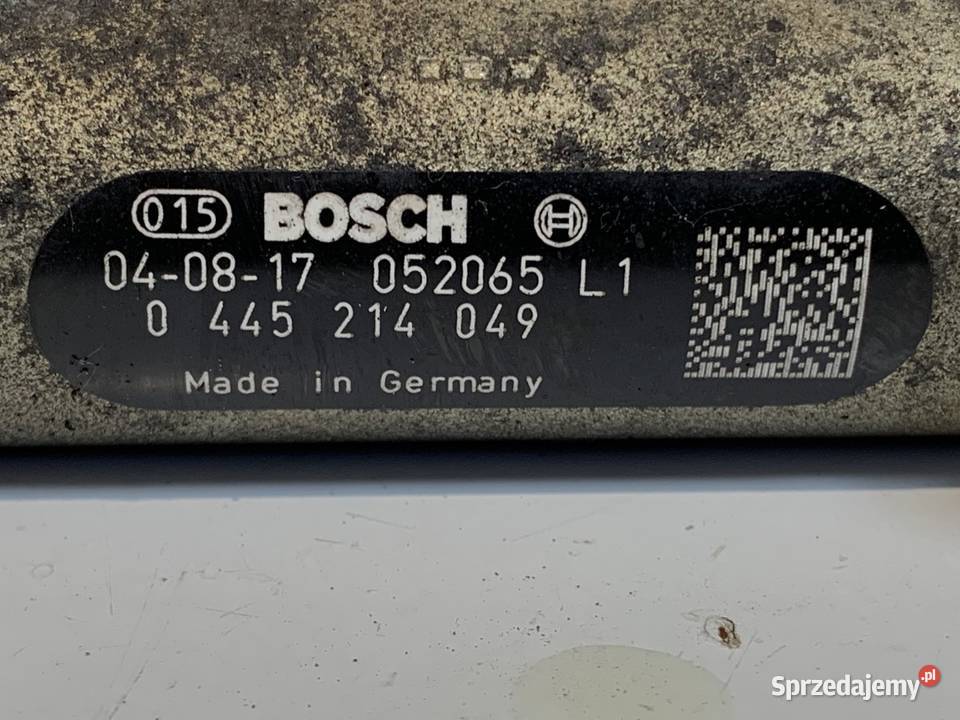 015 BOSCH
04-08-17 052065 L1
0 445 214 049
Made in Germany
Sprzedajemy.pl